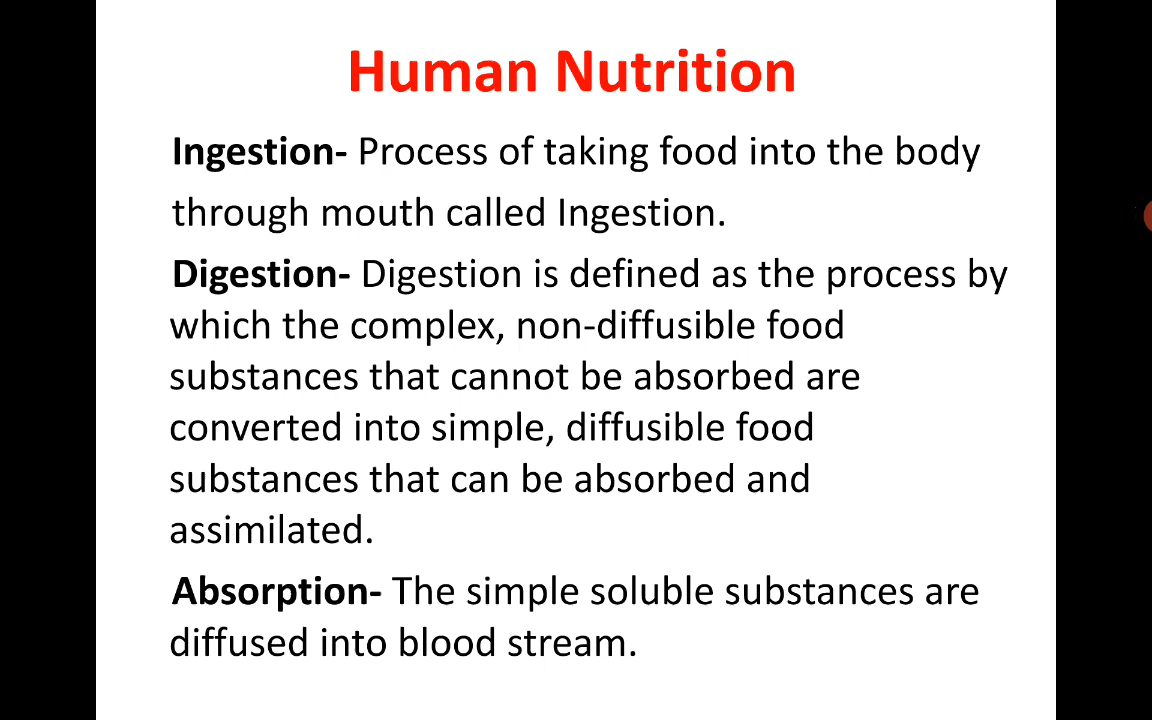 Human Nutrition
Ingestion- Process of taking food into the body
through mouth called Ingestion.
Digestion- Digestion is defined as the process by
which the complex, non-diffusible food
substances that cannot be absorbed are
converted into simple, diffusible food
substances that can be absorbed and
assimilated.
Absorption- The simple soluble substances are
diffused into blood stream.